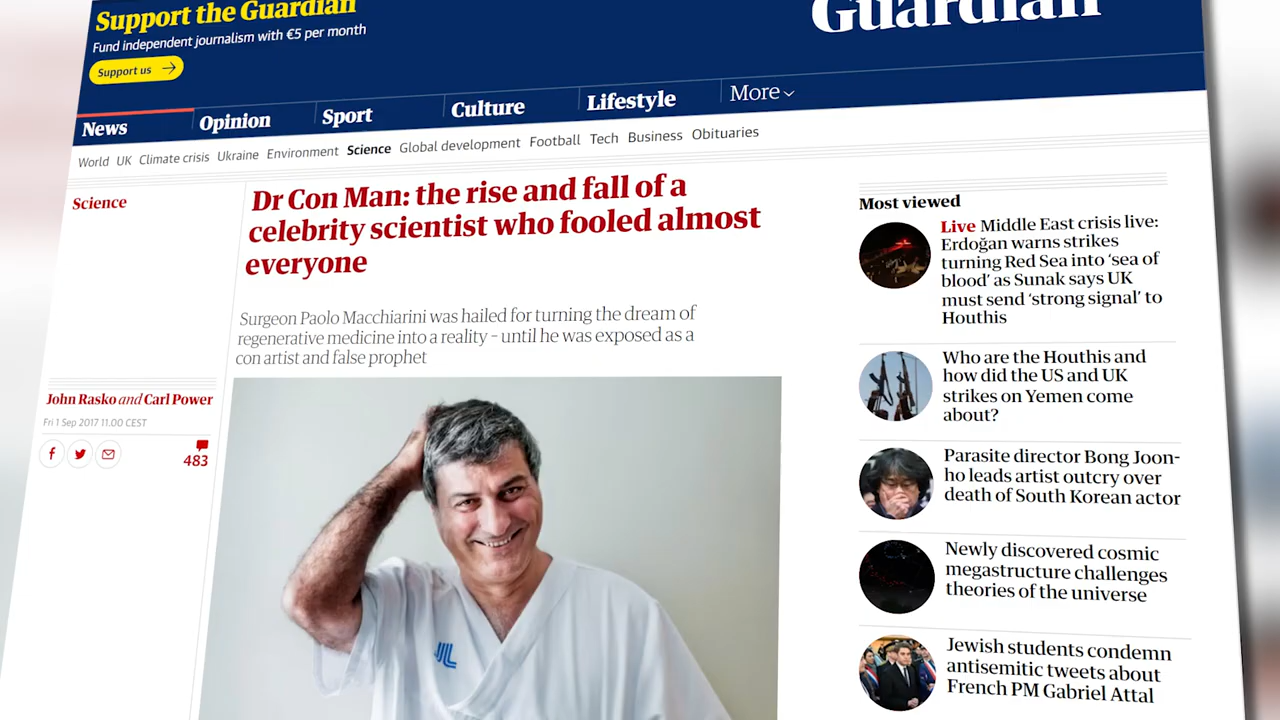 Support the Guardian
Fund independent journalism with €5 per month
Support us
Guardian
News
Opinion
Sport
Culture
Lifestyle
More
World UK Climate crisis Ukraine Environment Science Global development Football Tech Business Obituaries
Science
Dr Con Man: the rise and fall of a
celebrity scientist who fooled almost
everyone
Surgeon Paolo Macchiarini was hailed for turning the dream of
regenerative medicine into a reality – until he was exposed as a
con artist and false prophet
John Rasko and Carl Power
Fri 1 Sep 2017 11.00 CEST
483
Most viewed
Live Middle East crisis live:
Erdoğan warns strikes
turning Red Sea into ‘sea of
blood’ as Sunak says UK
must send ‘strong signal’ to
Houthis
Who are the Houthis and
how did the US and UK
strikes on Yemen come
about?
Parasite director Bong Joon-
ho leads artist outcry over
death of South Korean actor
Newly discovered cosmic
megastructure challenges
theories of the universe
Jewish students condemn
antisemitic tweets about
French PM Gabriel Attal